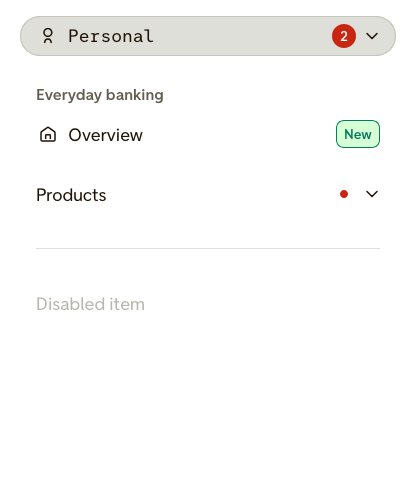 Personal
2
Everyday banking
Overview
New
Products
Disabled item